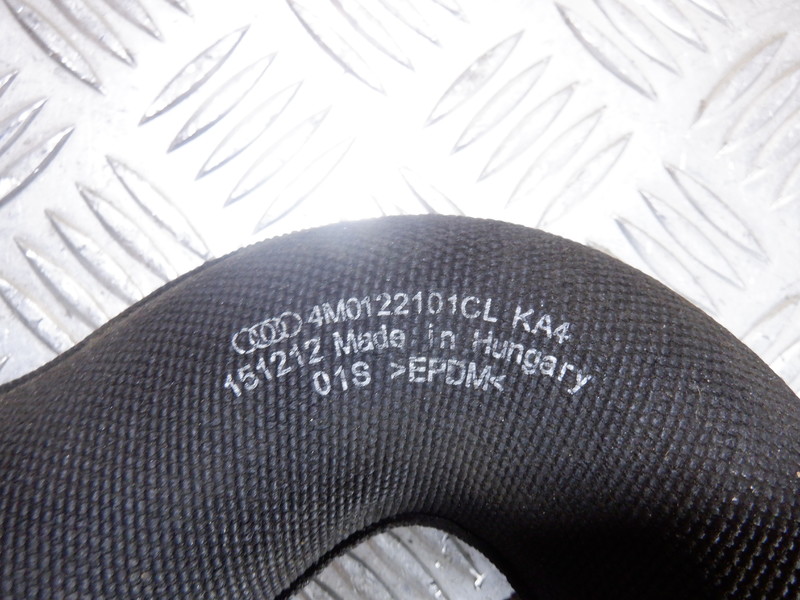 4M0122101CL KA4
151212 Made in Hungary
01S >EPDM<